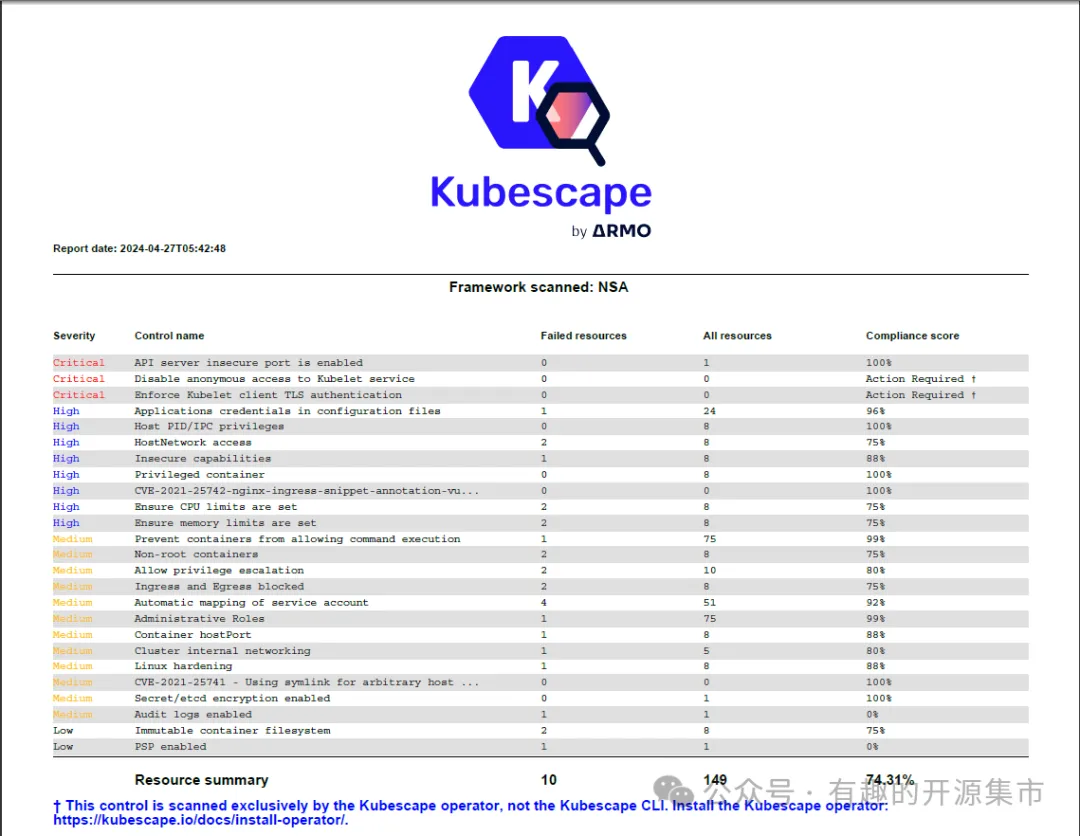 K
Kubescape
by ARMO
Report date: 2024-04-27T05:42:48
Framework scanned: NSA
Severity Control name Failed resources All resources Compliance score
Critical API server insecure port is enabled 0 1 100%
Critical Disable anonymous access to Kubelet service 0 0 Action Required †
Critical Enforce Kubelet client TLS authentication 0 0 Action Required †
High Applications credentials in configuration files 1 24 96%
High Host PID/IPC privileges 0 8 100%
High HostNetwork access 2 8 75%
High Insecure capabilities 1 8 88%
High Privileged container 0 8 100%
High CVE-2021-25742-nginx-ingress-snippet-annotation-vu... 0 0 100%
High Ensure CPU limits are set 2 8 75%
High Ensure memory limits are set 2 8 75%
Medium Prevent containers from allowing command execution 1 75 99%
Medium Non-root containers 2 8 75%
Medium Allow privilege escalation 2 10 80%
Medium Ingress and Egress blocked 2 8 75%
Medium Automatic mapping of service account 4 51 92%
Medium Administrative Roles 1 75 99%
Medium Container hostPort 1 8 88%
Medium Cluster internal networking 1 5 80%
Medium Linux hardening 1 8 88%
Medium CVE-2021-25741 - Using symlink for arbitrary host ... 0 0 100%
Medium Secret/etcd encryption enabled 0 1 100%
Medium Audit logs enabled 1 1 0%
Low Immutable container filesystem 2 8 75%
Low PSP enabled 1 1 0%
Resource summary 10 149 74.31%
公众号 · 有趣的开源集市
† This control is scanned exclusively by the Kubescape operator, not the Kubescape CLI. Install the Kubescape operator:
https://kubescape.io/docs/install-operator/.